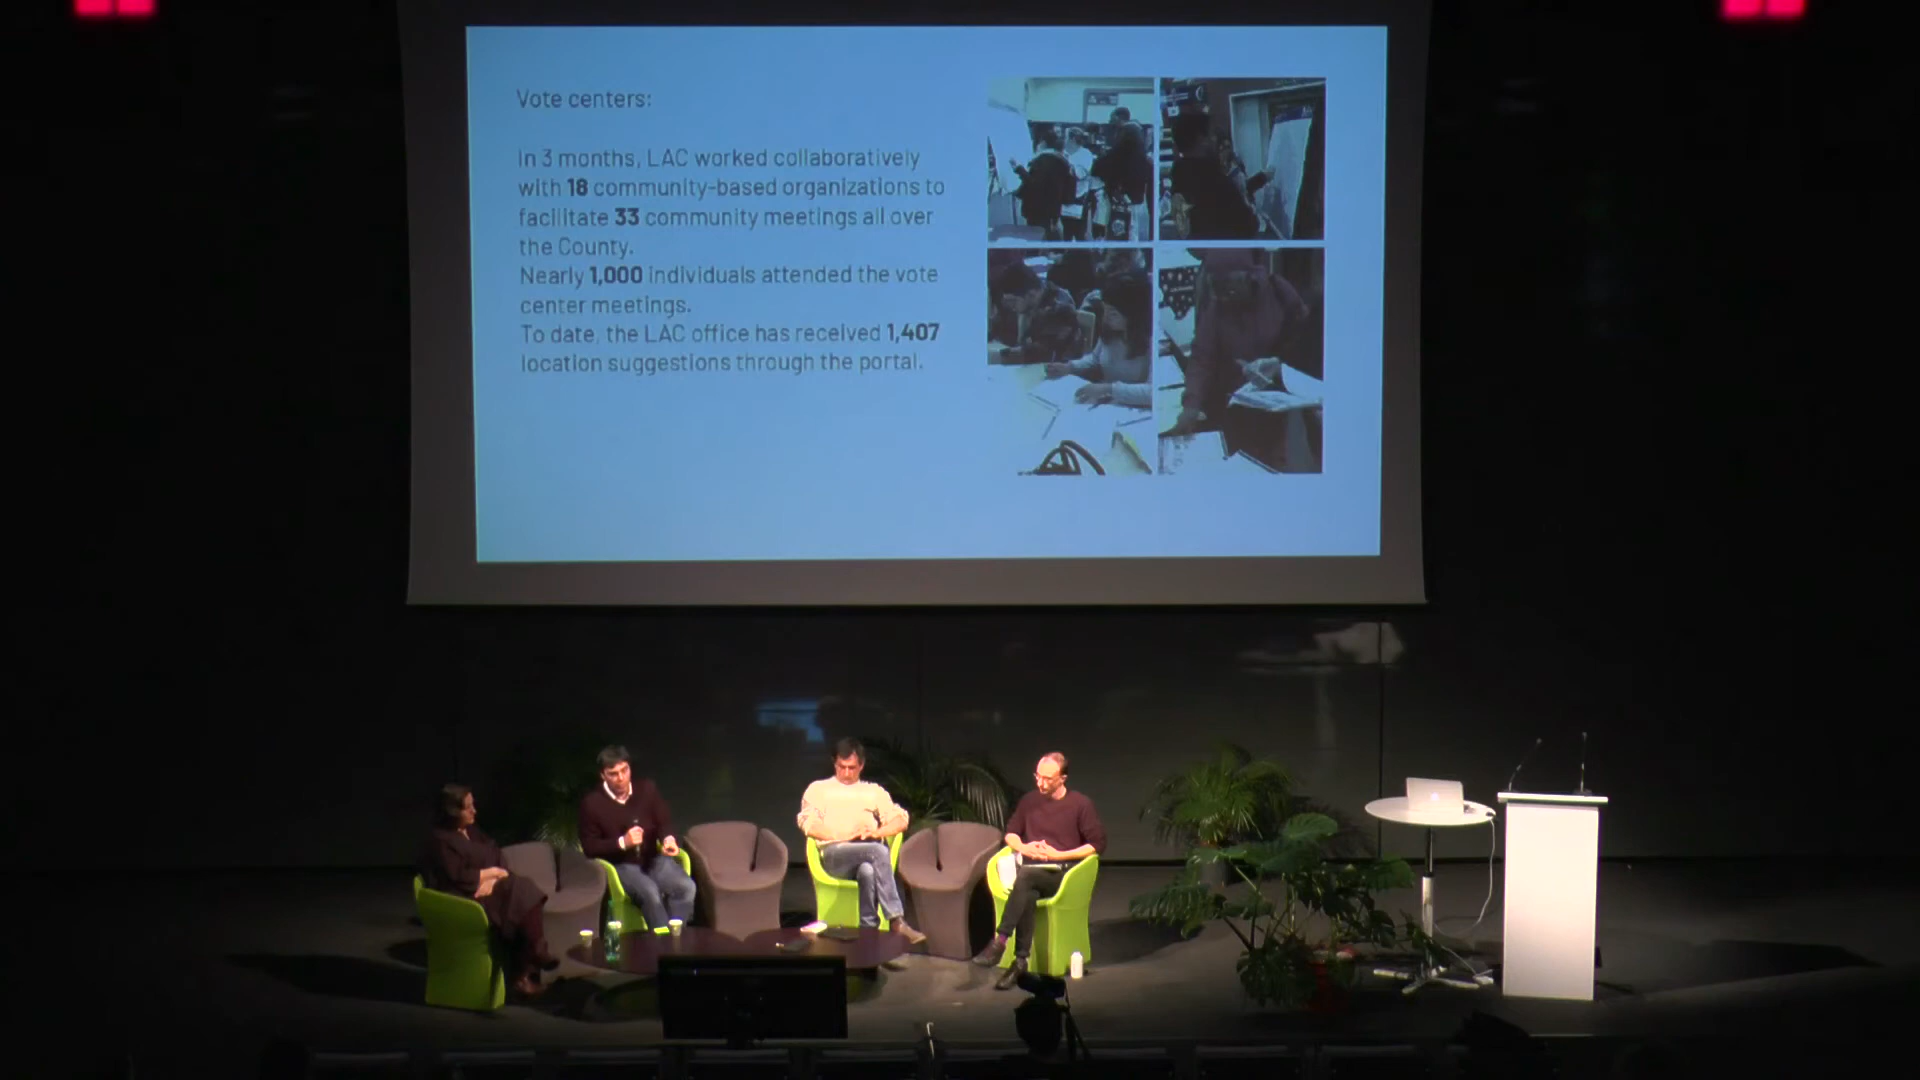 Vote centers:
In 3 months, LAC worked collaboratively
with 18 community-based organizations to
facilitate 33 community meetings all over
the County.
Nearly 1,000 individuals attended the vote
center meetings.
To date, the LAC office has received 1,407
location suggestions through the portal.